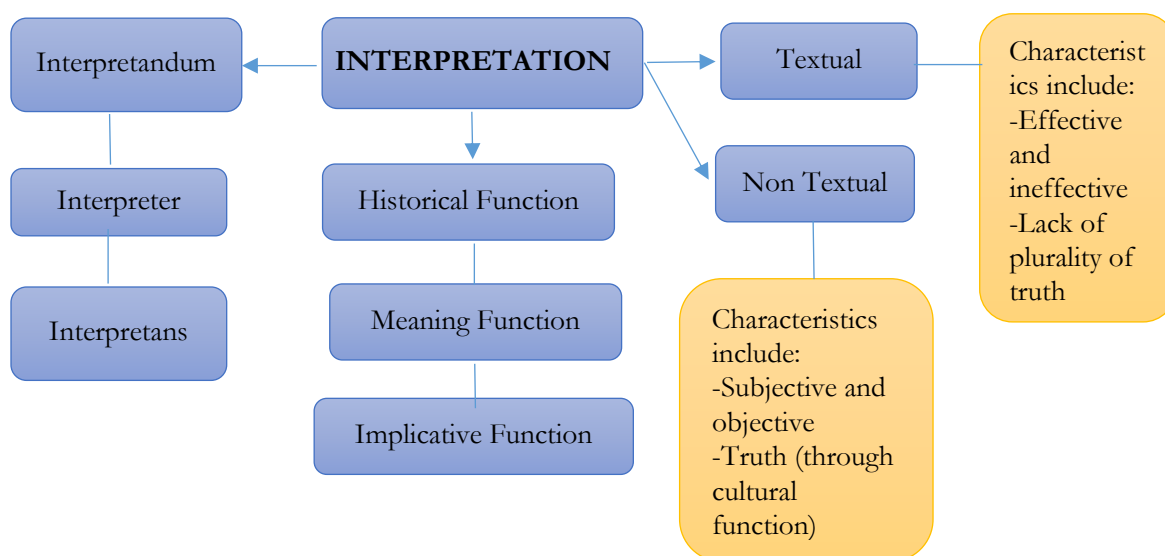 Interpretandum
Interpreter
Interpretans
INTERPRETATION
Historical Function
Meaning Function
Implicative Function
Textual
Non Textual
Characteristics
include:
-Subjective and
objective
-Truth (through
cultural
function)
Characterist
ics include:
-Effective
and
ineffective
-Lack of
plurality of
truth